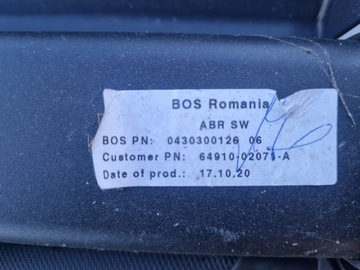 BOS Romania
ABR SW
BOS PN: 0430300126 06
Customer PN: 64910-02071-A
Date of prod.: 17.10.20